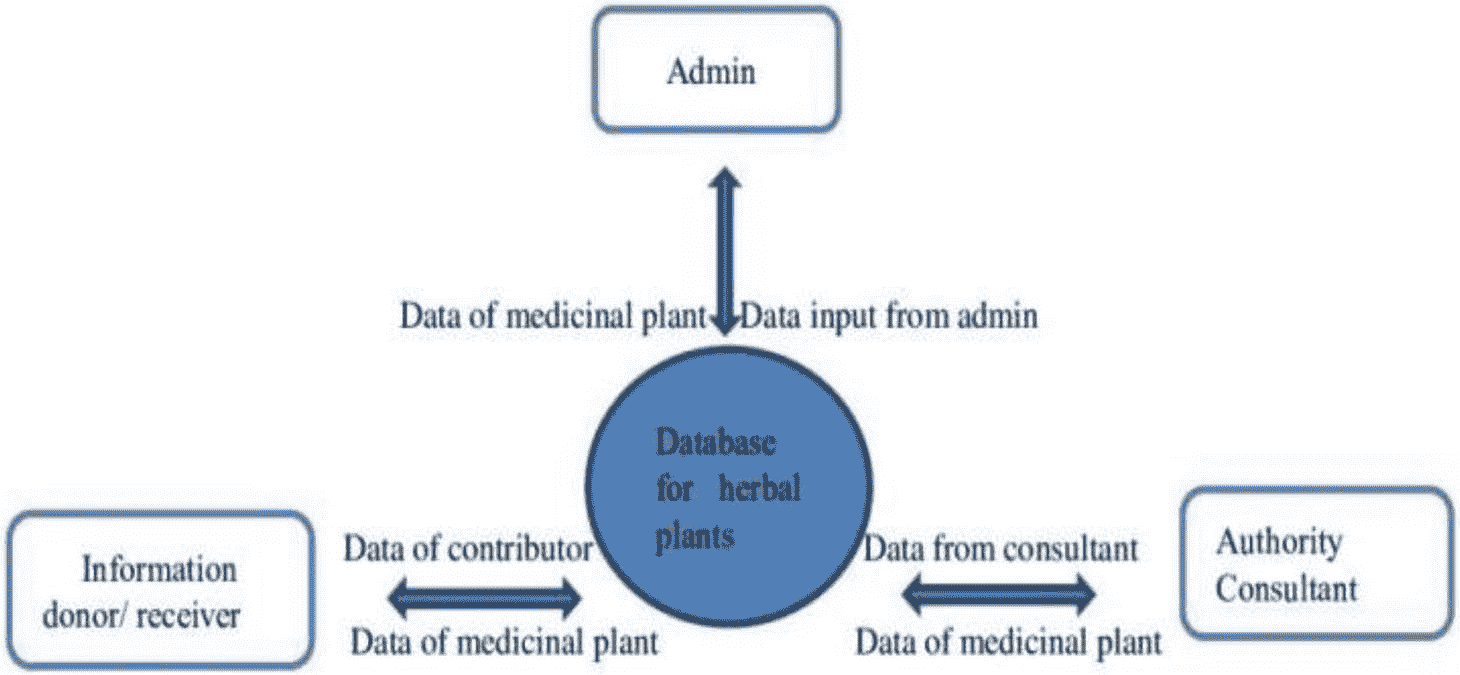 Admin
Data of medicinal plant
Data input from admin
Database
for herbal
plants
Information
donor/ receiver
Data of contributor
Data of medicinal plant
Data from consultant
Data of medicinal plant
Authority
Consultant